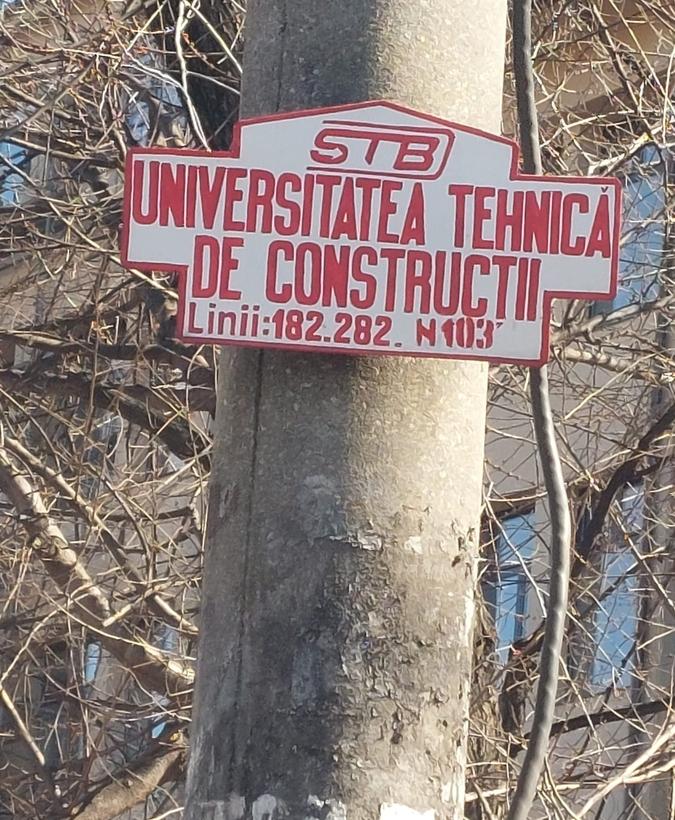 STB
UNIVERSITATEA TEHNICĂ
DE CONSTRUCTII
Linii:182.282. N103